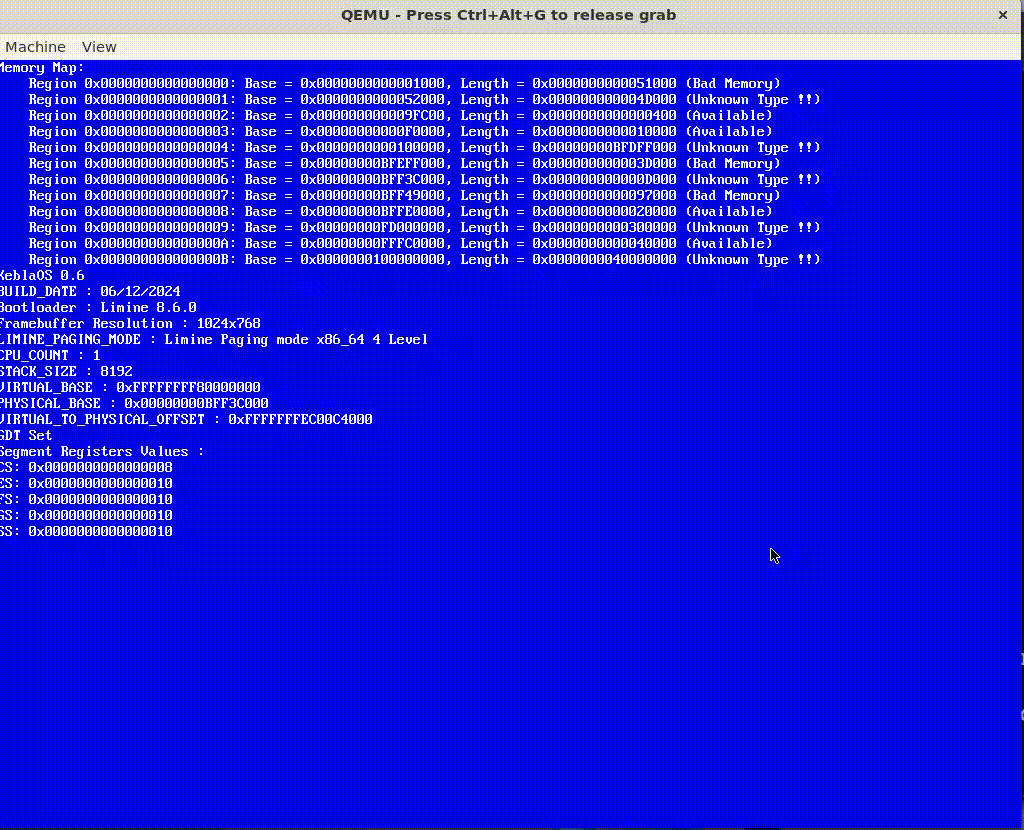 QEMU - Press Ctrl+Alt+G to release grab ×
Machine View
Memory Map:
Region 0x0000000000000000: Base = 0x0000000000001000, Length = 0x0000000000051000 (Bad Memory)
Region 0x0000000000000001: Base = 0x0000000000052000, Length = 0x000000000004D000 (Unknown Type !!)
Region 0x0000000000000002: Base = 0x000000000009FC00, Length = 0x0000000000000400 (Available)
Region 0x0000000000000003: Base = 0x00000000000F0000, Length = 0x0000000000010000 (Available)
Region 0x0000000000000004: Base = 0x0000000000100000, Length = 0x00000000BFDFF000 (Unknown Type !!)
Region 0x0000000000000005: Base = 0x00000000BFEFF000, Length = 0x000000000003D000 (Bad Memory)
Region 0x0000000000000006: Base = 0x00000000BFF3C000, Length = 0x000000000000D000 (Unknown Type !!)
Region 0x0000000000000007: Base = 0x00000000BFF49000, Length = 0x0000000000097000 (Bad Memory)
Region 0x0000000000000008: Base = 0x00000000BFFE0000, Length = 0x0000000000020000 (Available)
Region 0x0000000000000009: Base = 0x00000000FD000000, Length = 0x0000000000300000 (Unknown Type !!)
Region 0x000000000000000A: Base = 0x00000000FFFC0000, Length = 0x0000000000040000 (Available)
Region 0x000000000000000B: Base = 0x0000000100000000, Length = 0x0000000040000000 (Unknown Type !!)
KeblaOS 0.6
BUILD_DATE : 06/12/2024
Bootloader : Limine 8.6.0
Framebuffer Resolution : 1024x768
LIMINE_PAGING_MODE : Limine Paging mode x86_64 4 Level
CPU_COUNT : 1
STACK_SIZE : 8192
VIRTUAL_BASE : 0xFFFFFFFF80000000
PHYSICAL_BASE : 0x00000000BFF3C000
VIRTUAL_TO_PHYSICAL_OFFSET : 0xFFFFFFFEC00C4000
GDT Set
Segment Registers Values :
CS: 0x0000000000000008
ES: 0x0000000000000010
FS: 0x0000000000000010
GS: 0x0000000000000010
SS: 0x0000000000000010